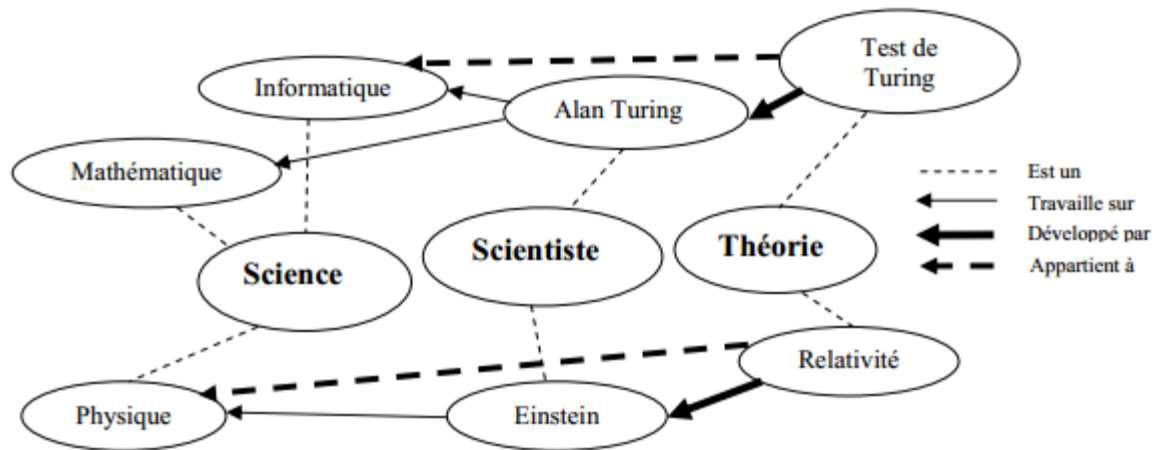 Test de
Turing
Informatique
Alan Turing
Mathématique
Est un
Travaille sur
Développé par
Appartient à
Science
Scientiste
Théorie
Relativité
Physique
Einstein